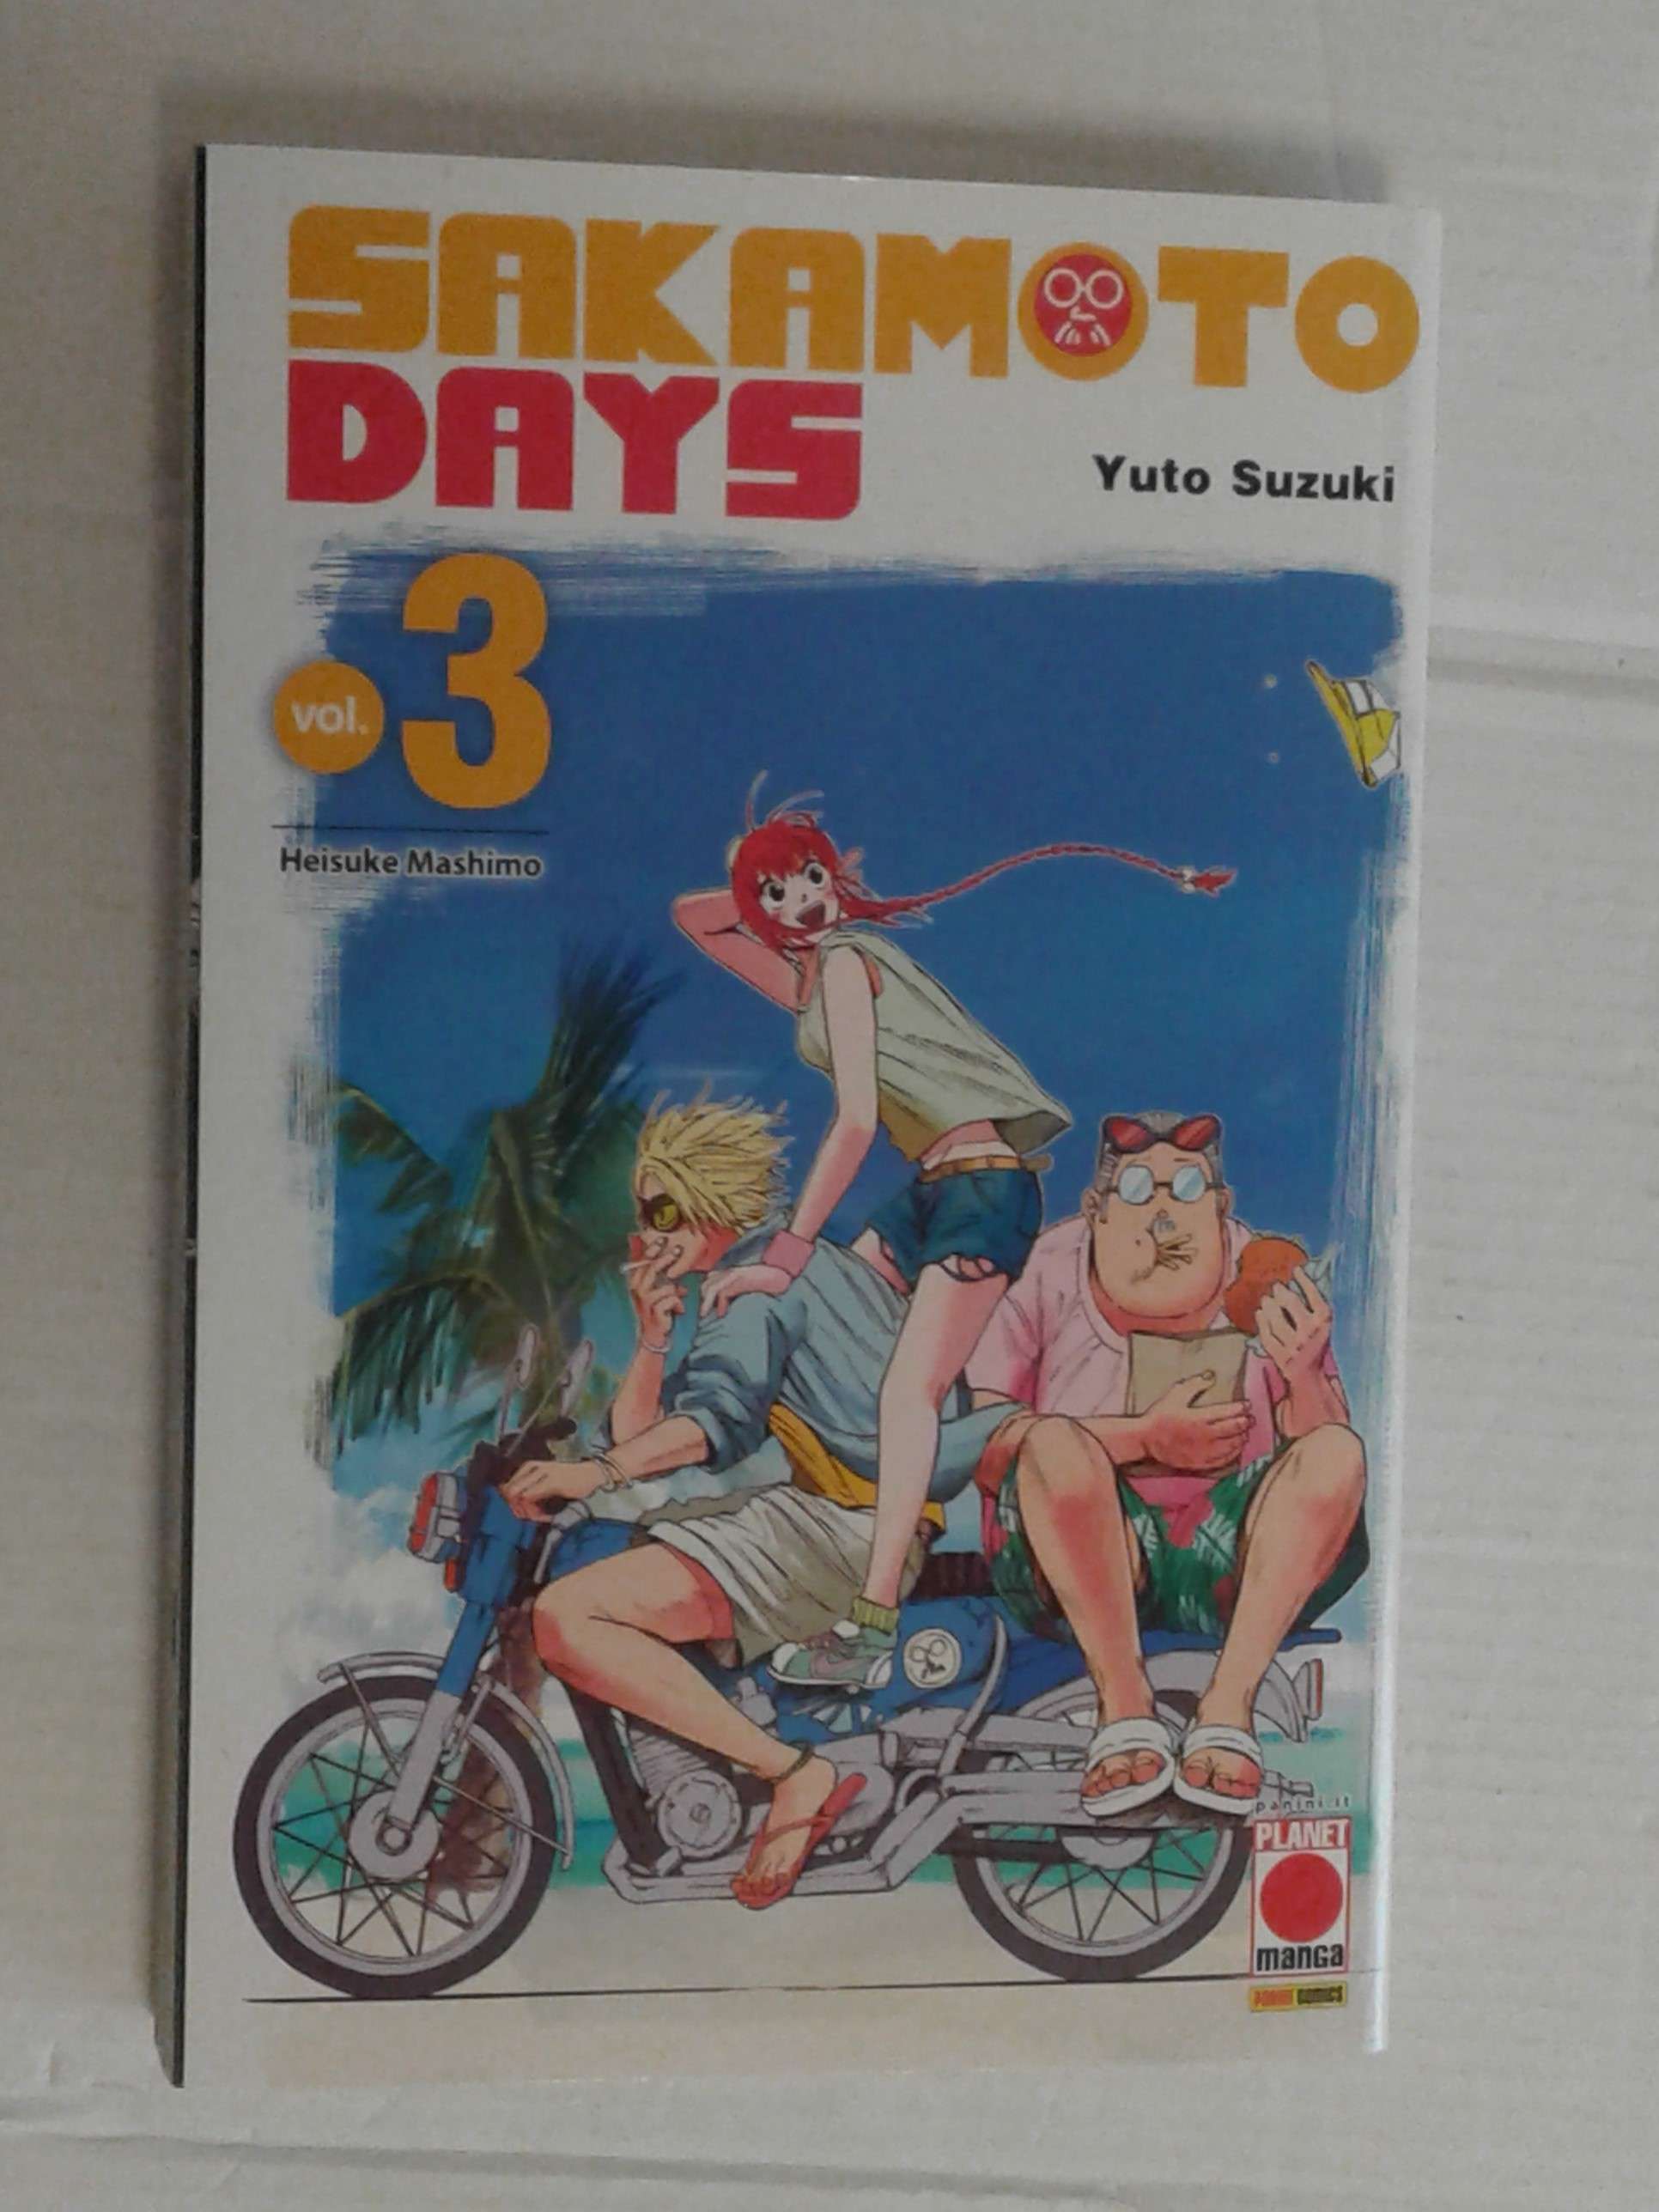 SAKAMOTO
DAYS
Yuto Suzuki
vol. 3
Heisuke Mashimo
panini.it
PLANET
manga
PANINI COMICS